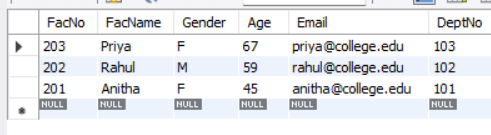 FacNo FacName Gender Age Email DeptNo
203 Priya F 67 priya@college.edu 103
202 Rahul M 59 rahul@college.edu 102
201 Anitha F 45 anitha@college.edu 101
NULL NULL NULL NULL NULL NULL